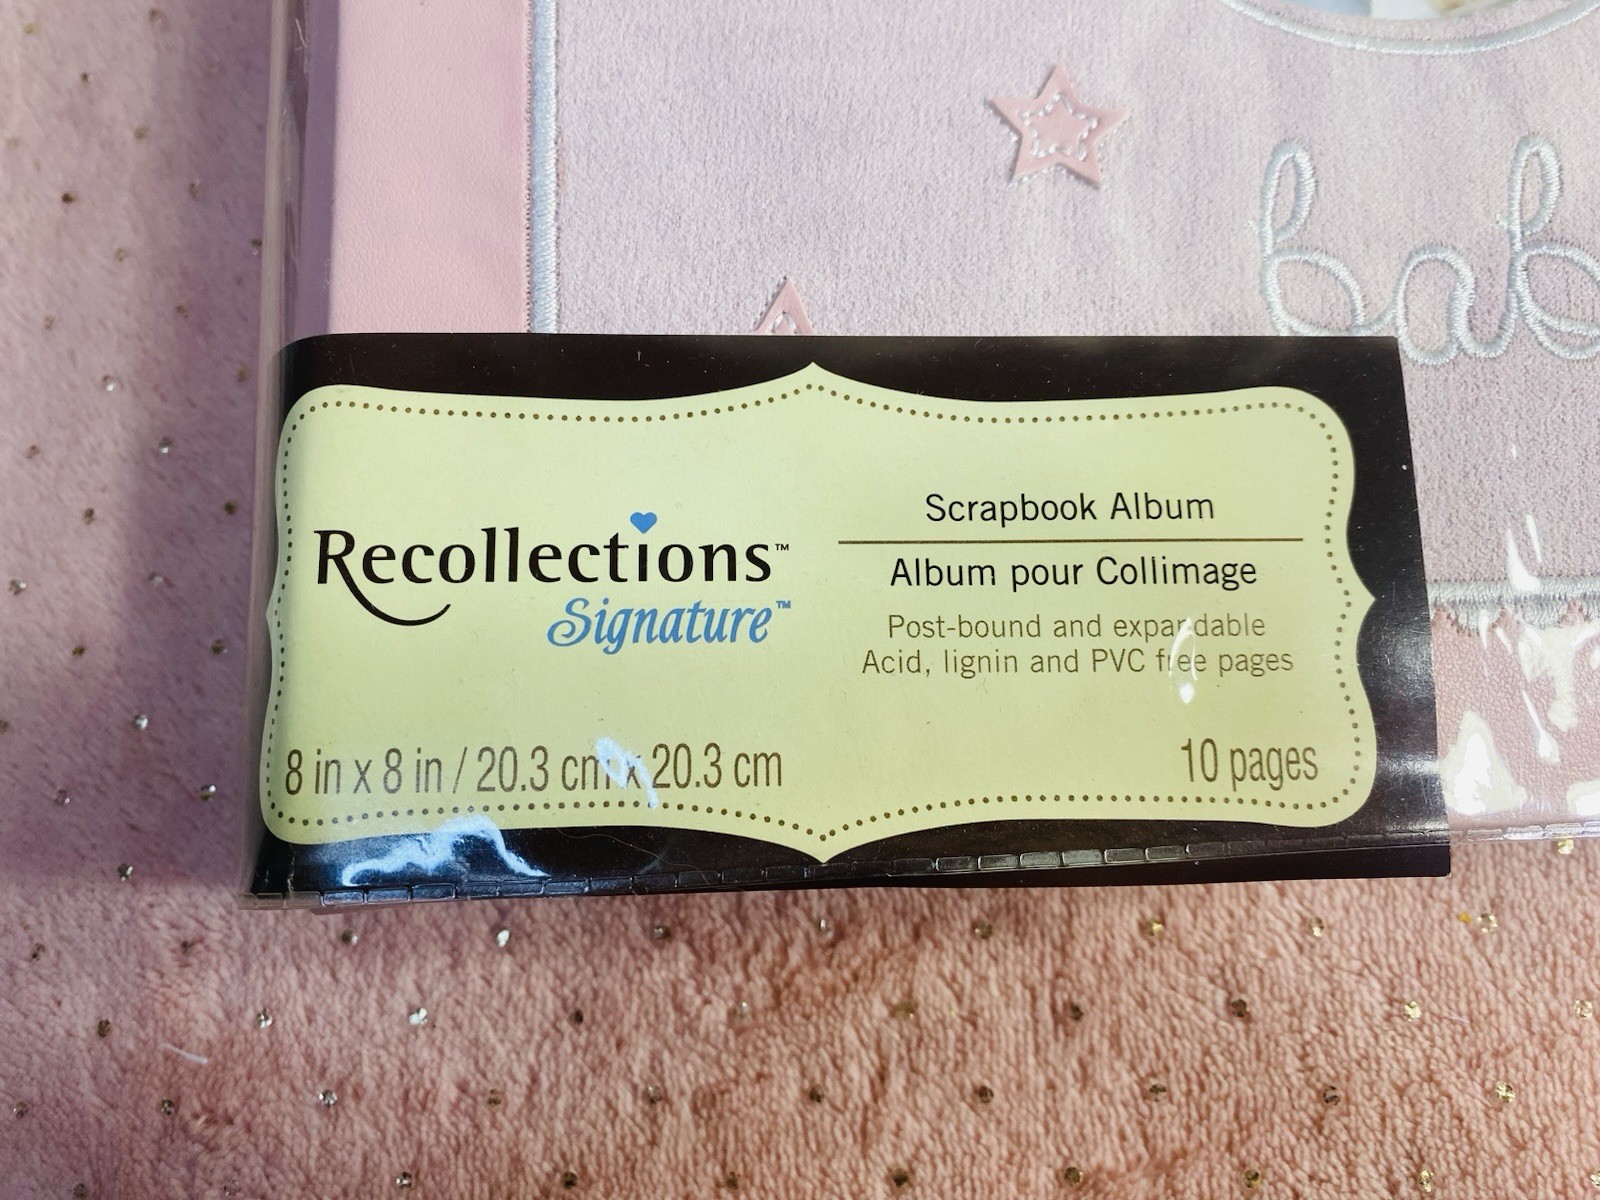 bab
Recollections™
Signature™
Scrapbook Album
Album pour Collimage
Post-bound and expandable
Acid, lignin and PVC free pages
8 in x 8 in / 20.3 cm x 20.3 cm
10 pages